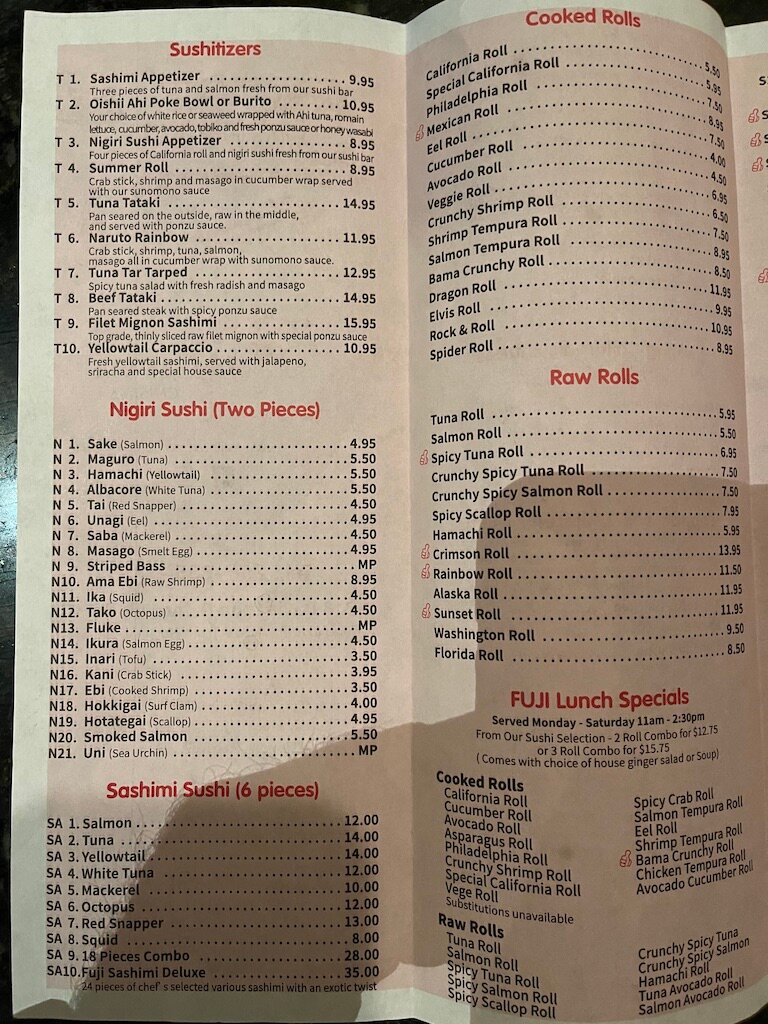 Sushitizers
T 1. Sashimi Appetizer ........................ 9.95
Three pieces of tuna and salmon fresh from our sushi bar
T 2. Oishii Ahi Poke Bowl or Burito ........... 10.95
Your choice of white rice or seaweed wrapped with Ahi tuna, romain
lettuce, cucumber, avocado, tobiko and fresh ponzu sauce or honey wasabi
T 3. Nigiri Sushi Appetizer ................... 8.95
Four pieces of California roll and nigiri sushi fresh from our sushi bar
T 4. Summer Roll .............................. 8.95
Crab stick, shrimp and masago in cucumber wrap served
with our sunomono sauce
T 5. Tuna Tataki .............................. 14.95
Pan seared on the outside, raw in the middle,
and served with ponzu sauce.
T 6. Naruto Rainbow ........................... 11.95
Crab stick, shrimp, tuna, salmon,
masago all in cucumber wrap with sunomono sauce.
T 7. Tuna Tar Tarped .......................... 12.95
Spicy tuna salad with fresh radish and masago
T 8. Beef Tataki .............................. 14.95
Pan seared steak with spicy ponzu sauce
T 9. Filet Mignon Sashimi ..................... 15.95
Top grade, thinly sliced raw filet mignon with special ponzu sauce
T10. Yellowtail Carpaccio ..................... 10.95
Fresh yellowtail sashimi, served with jalapeno,
sriracha and special house sauce
Nigiri Sushi (Two Pieces)
N 1. Sake (Salmon) ............................ 4.95
N 2. Maguro (Tuna) ............................ 5.50
N 3. Hamachi (Yellowtail) ..................... 5.50
N 4. Albacore (White Tuna) .................... 5.50
N 5. Tai (Red Snapper) ........................ 4.50
N 6. Unagi (Eel) .............................. 4.95
N 7. Saba (Mackerel) .......................... 4.50
N 8. Masago (Smelt Egg) ....................... 4.95
N 9. Striped Bass ............................. MP
N10. Ama Ebi (Raw Shrimp) ..................... 8.95
N11. Ika (Squid) .............................. 4.50
N12. Tako (Octopus) ........................... 4.50
N13. Fluke .................................... MP
N14. Ikura (Salmon Egg) ....................... 4.50
N15. Inari (Tofu) ............................. 3.50
N16. Kani (Crab Stick) ........................ 3.95
N17. Ebi (Cooked Shrimp) ...................... 3.50
N18. Hokkigai (Surf Clam) ..................... 4.00
N19. Hotategai (Scallop) ...................... 4.95
N20. Smoked Salmon ............................ 5.50
N21. Uni (Sea Urchin) ......................... MP
Sashimi Sushi (6 pieces)
SA 1. Salmon .................................. 12.00
SA 2. Tuna .................................... 14.00
SA 3. Yellowtail .............................. 14.00
SA 4. White Tuna .............................. 12.00
SA 5. Mackerel ................................ 10.00
SA 6. Octopus ................................. 12.00
SA 7. Red Snapper ............................. 13.00
SA 8. Squid ................................... 8.00
SA 9. 18 Pieces Combo ......................... 28.00
SA10. Fuji Sashimi Deluxe ..................... 35.00
24 pieces of chef's selected various sashimi with an exotic twist
Cooked Rolls
California Roll ............................... 5.50
Special California Roll ....................... 5.95
Philadelphia Roll ............................. 7.50
Mexican Roll .................................. 8.95
Eel Roll ...................................... 7.50
Cucumber Roll ................................. 4.00
Avocado Roll .................................. 4.50
Veggie Roll ................................... 6.95
Crunchy Shrimp Roll ........................... 6.50
Shrimp Tempura Roll ........................... 7.50
Salmon Tempura Roll ........................... 8.95
Bama Crunchy Roll ............................. 8.50
Dragon Roll ................................... 11.95
Elvis Roll .................................... 9.95
Rock & Roll ................................... 10.95
Spider Roll ................................... 8.95
Raw Rolls
Tuna Roll ..................................... 5.95
Salmon Roll ................................... 5.50
Spicy Tuna Roll ............................... 6.95
Crunchy Spicy Tuna Roll ....................... 7.50
Crunchy Spicy Salmon Roll ..................... 7.50
Spicy Scallop Roll ............................ 7.95
Hamachi Roll .................................. 5.95
Crimson Roll .................................. 13.95
Rainbow Roll .................................. 11.50
Alaska Roll ................................... 11.95
Sunset Roll ................................... 11.95
Washington Roll ............................... 9.50
Florida Roll .................................. 8.50
FUJI Lunch Specials
Served Monday - Saturday 11am - 2:30pm
From Our Sushi Selection - 2 Roll Combo for $12.75
or 3 Roll Combo for $15.75
( Comes with choice of house ginger salad or Soup)
Cooked Rolls
California Roll
Cucumber Roll
Avocado Roll
Asparagus Roll
Philadelphia Roll
Crunchy Shrimp Roll
Special California Roll
Vege Roll
Substitutions unavailable
Spicy Crab Roll
Salmon Tempura Roll
Eel Roll
Shrimp Tempura Roll
Bama Crunchy Roll
Chicken Tempura Roll
Avocado Cucumber Roll
Raw Rolls
Tuna Roll
Salmon Roll
Spicy Tuna Roll
Spicy Salmon Roll
Spicy Scallop Roll
Crunchy Spicy Tuna
Crunchy Spicy Salmon
Hamachi Roll
Tuna Avocado Roll
Salmon Avocado Roll